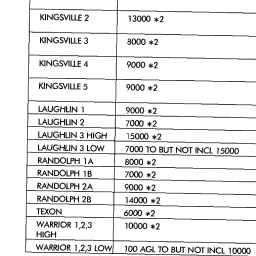 KINGSVILLE 2 13000 *2
KINGSVILLE 3 8000 *2
KINGSVILLE 4 9000 *2
KINGSVILLE 5 9000 *2
LAUGHLIN 1 9000 *2
LAUGHLIN 2 7000 *2
LAUGHLIN 3 HIGH 15000 *2
LAUGHLIN 3 LOW 7000 TO BUT NOT INCL 15000
RANDOLPH 1A 8000 *2
RANDOLPH 1B 7000 *2
RANDOLPH 2A 9000 *2
RANDOLPH 2B 14000 *2
TEXON 6000 *2
WARRIOR 1,2,3 10000 *2
HIGH
WARRIOR 1,2,3 LOW 100 AGL TO BUT NOT INCL 10000